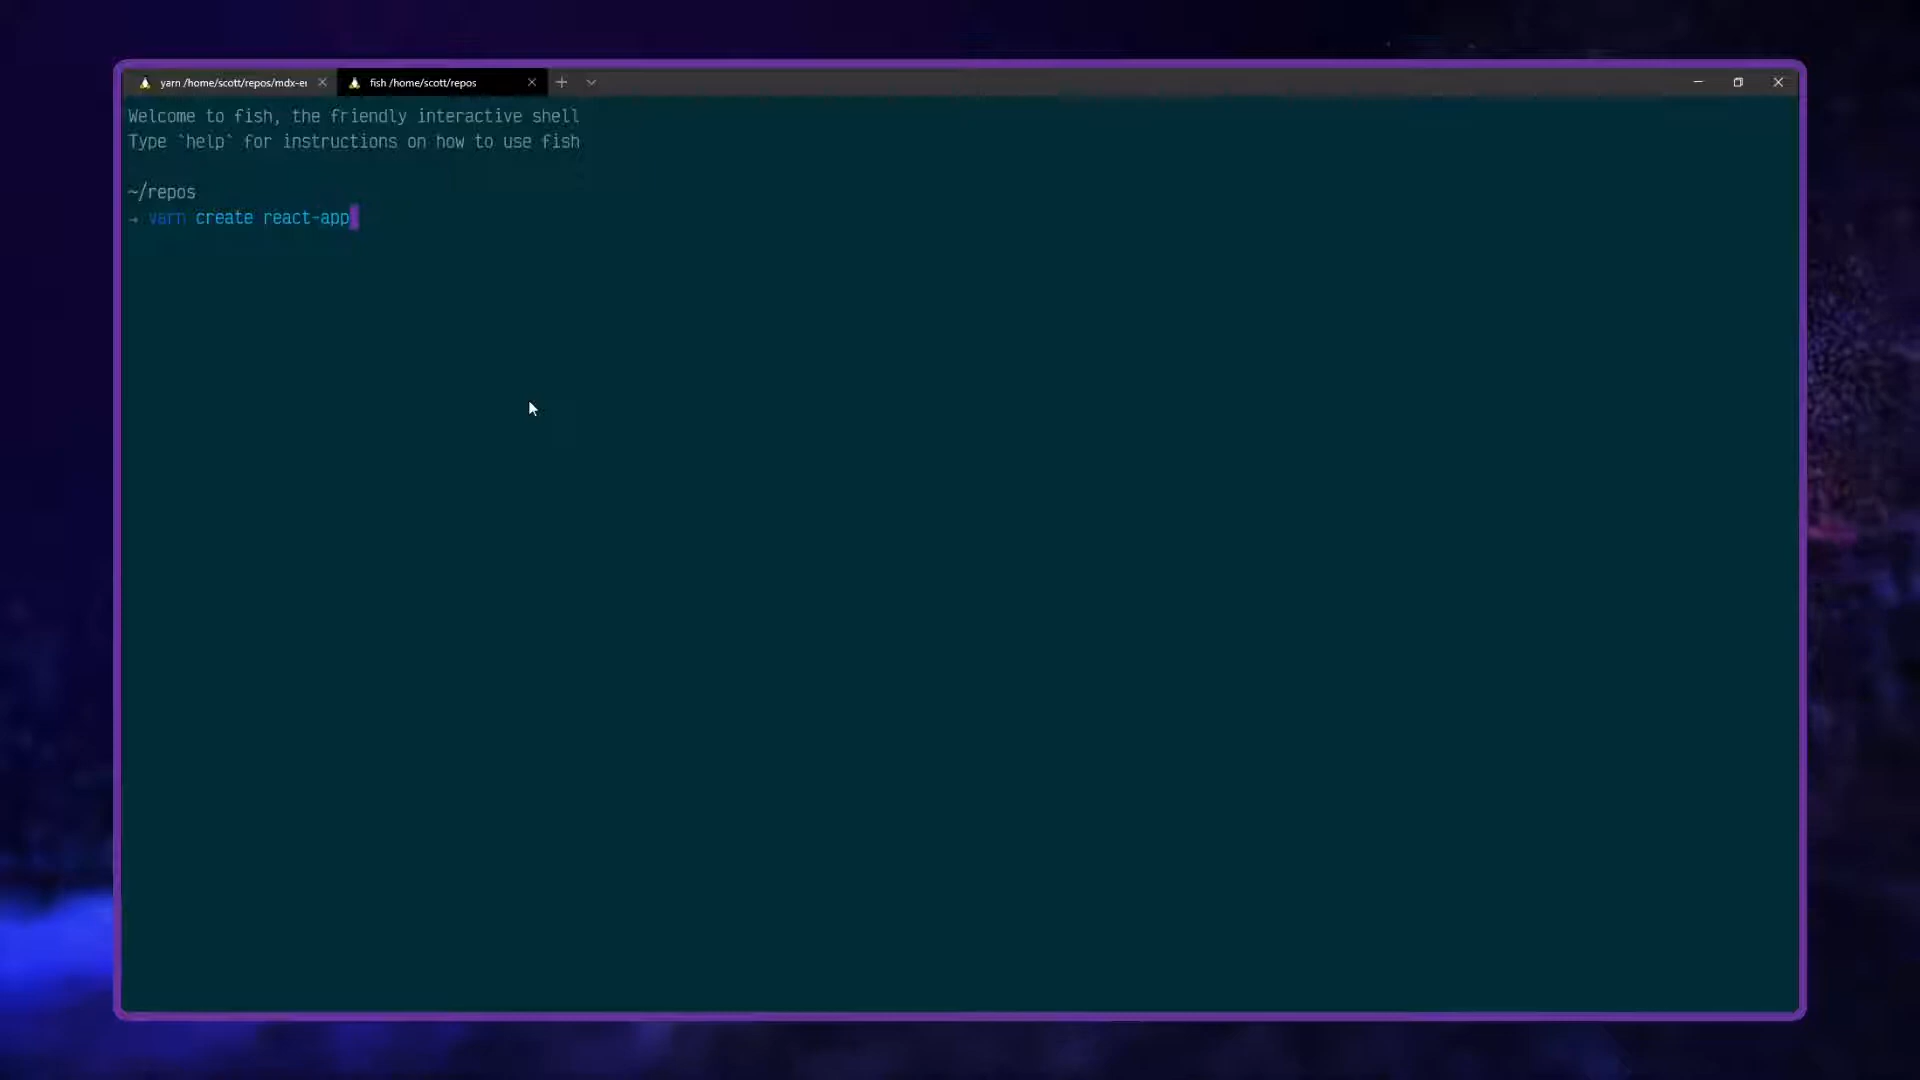 yarn /home/scott/repos/mdx-e
fish /home/scott/repos
Welcome to fish, the friendly interactive shell
Type `help` for instructions on how to use fish
~/repos
→ yarn create react-app